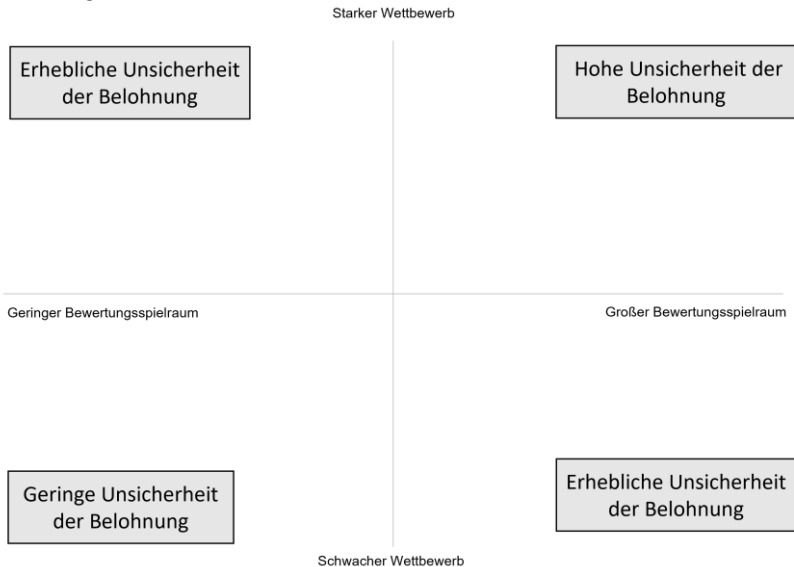 Starker Wettbewerb
Erhebliche Unsicherheit
der Belohnung
Hohe Unsicherheit der
Belohnung
Geringer Bewertungsspielraum
Großer Bewertungsspielraum
Geringe Unsicherheit
der Belohnung
Erhebliche Unsicherheit
der Belohnung
Schwacher Wettbewerb